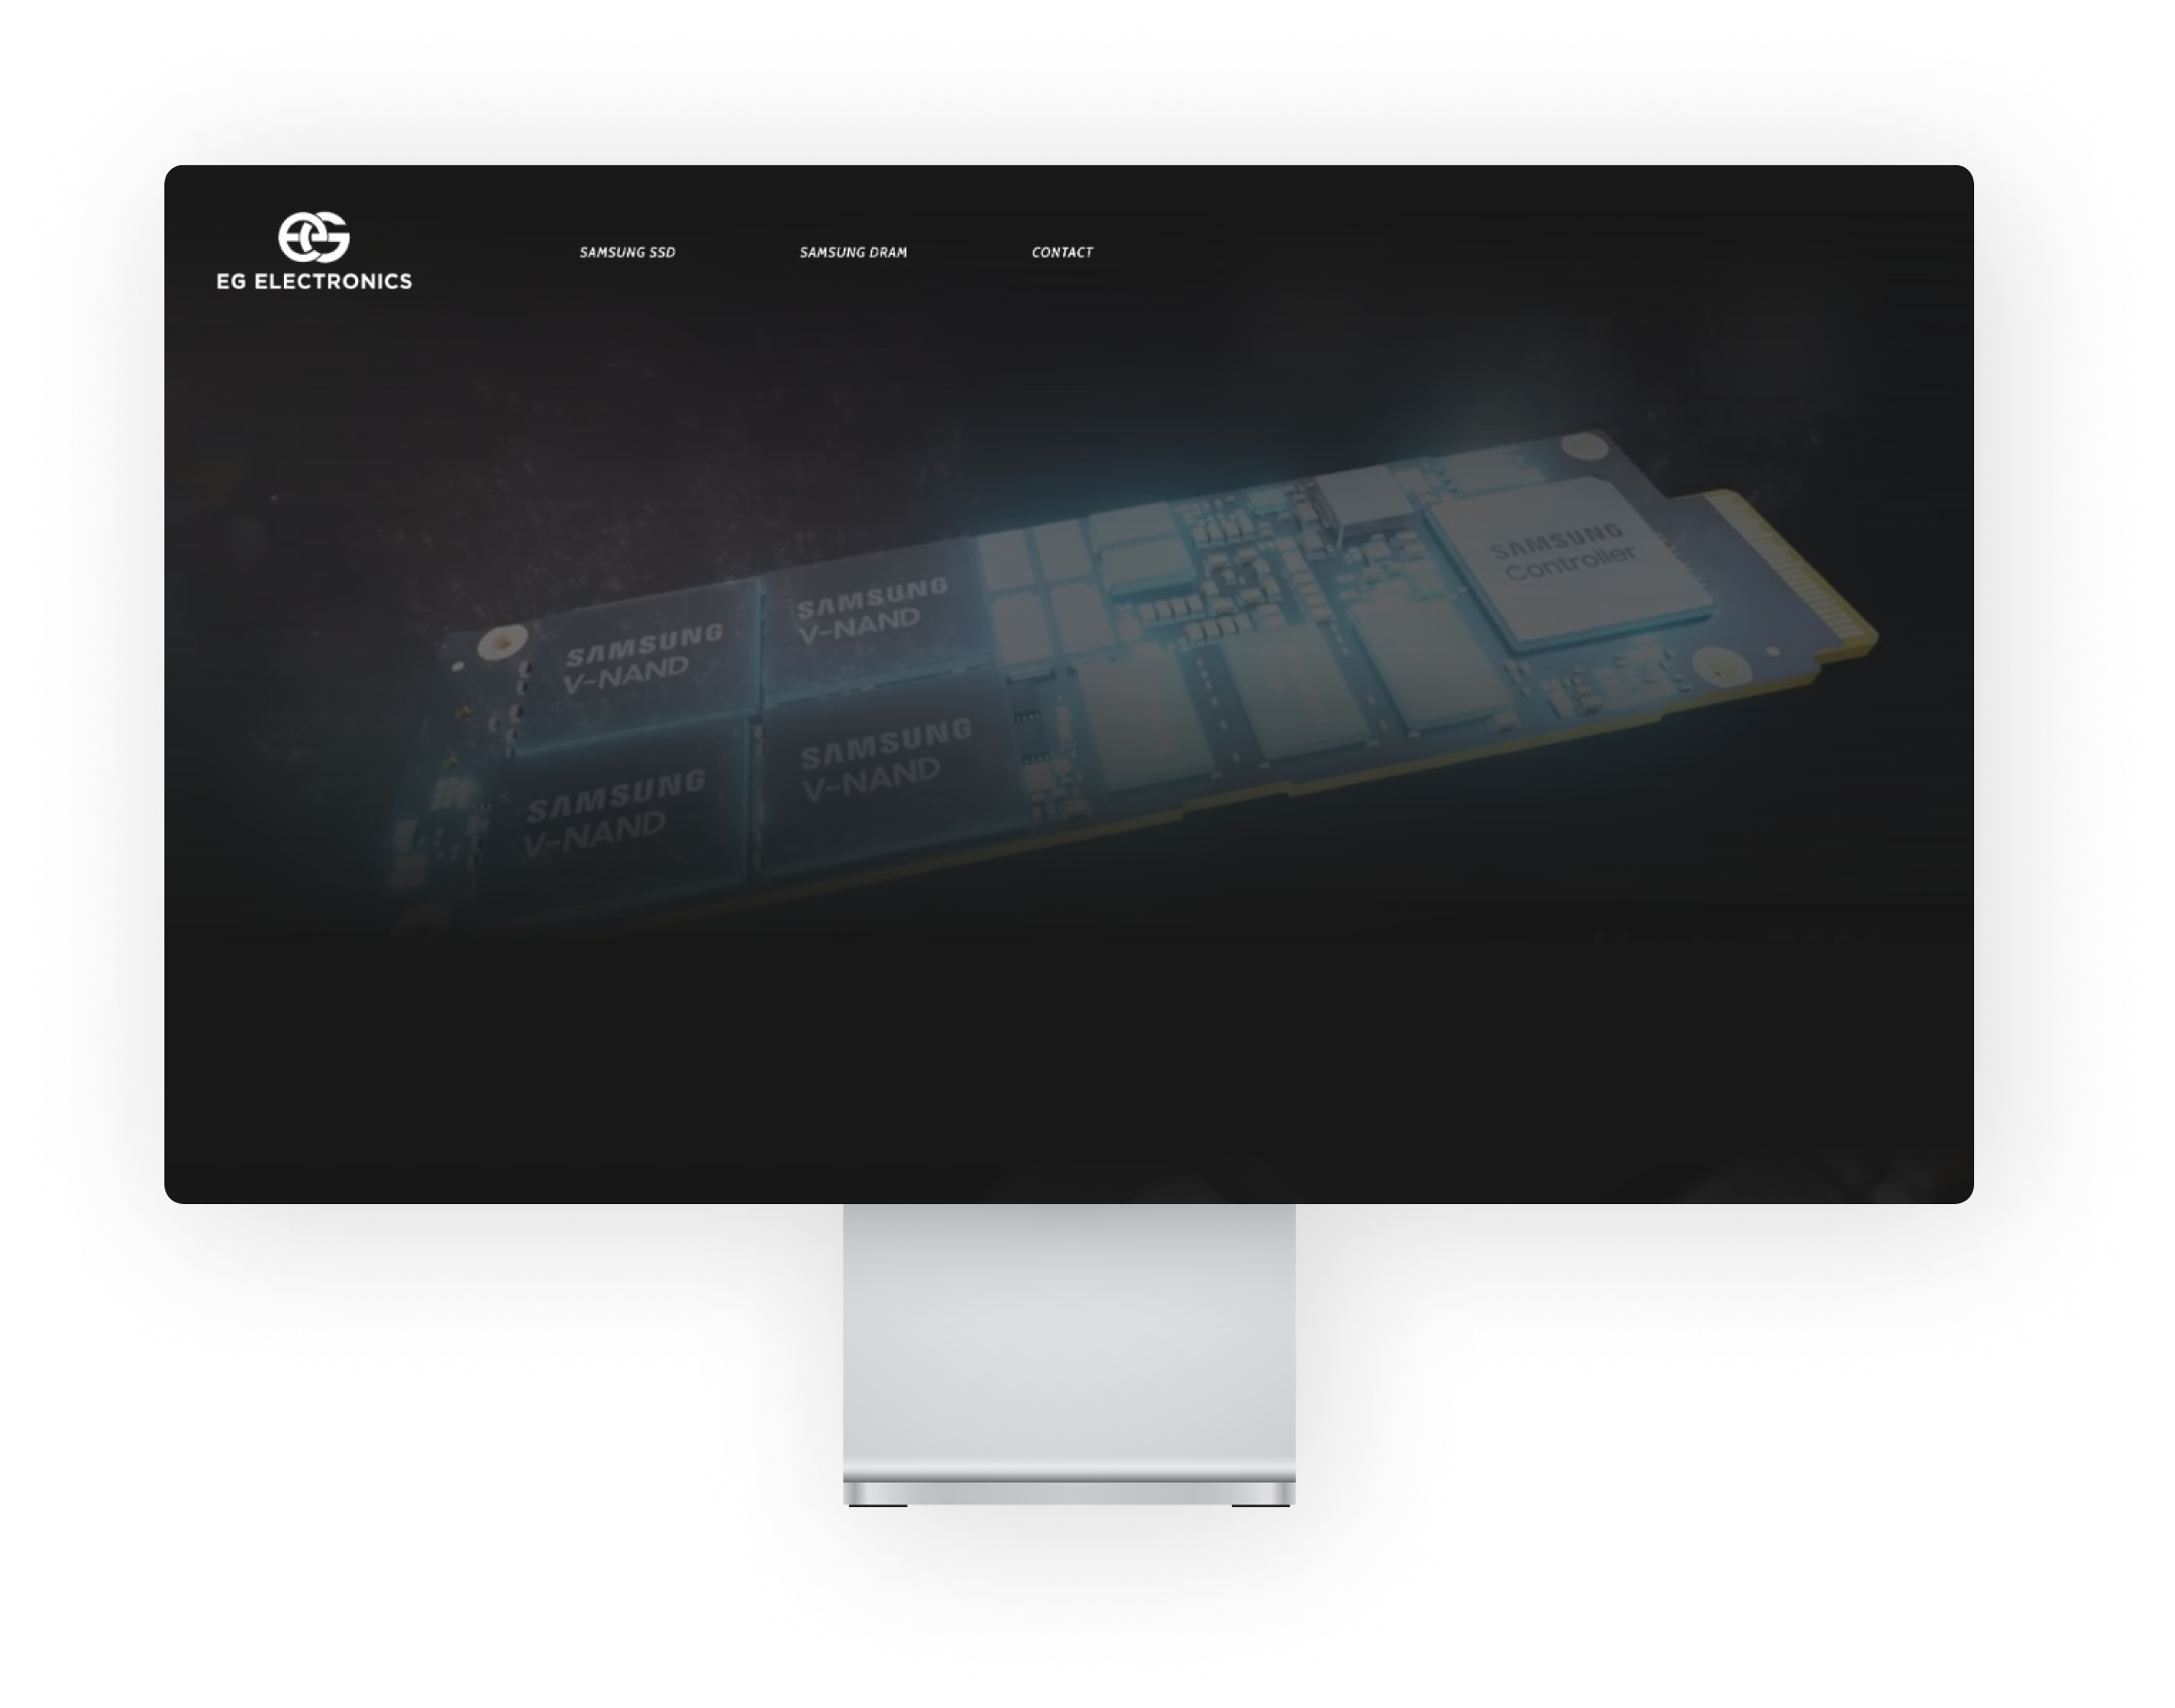 EG
EG ELECTRONICS
SAMSUNG SSD
SAMSUNG DRAM
CONTACT
SAMSUNG
Controller
SAMSUNG
V-NAND
SAMSUNG
V-NAND
SAMSUNG
V-NAND
SAMSUNG
V-NAND